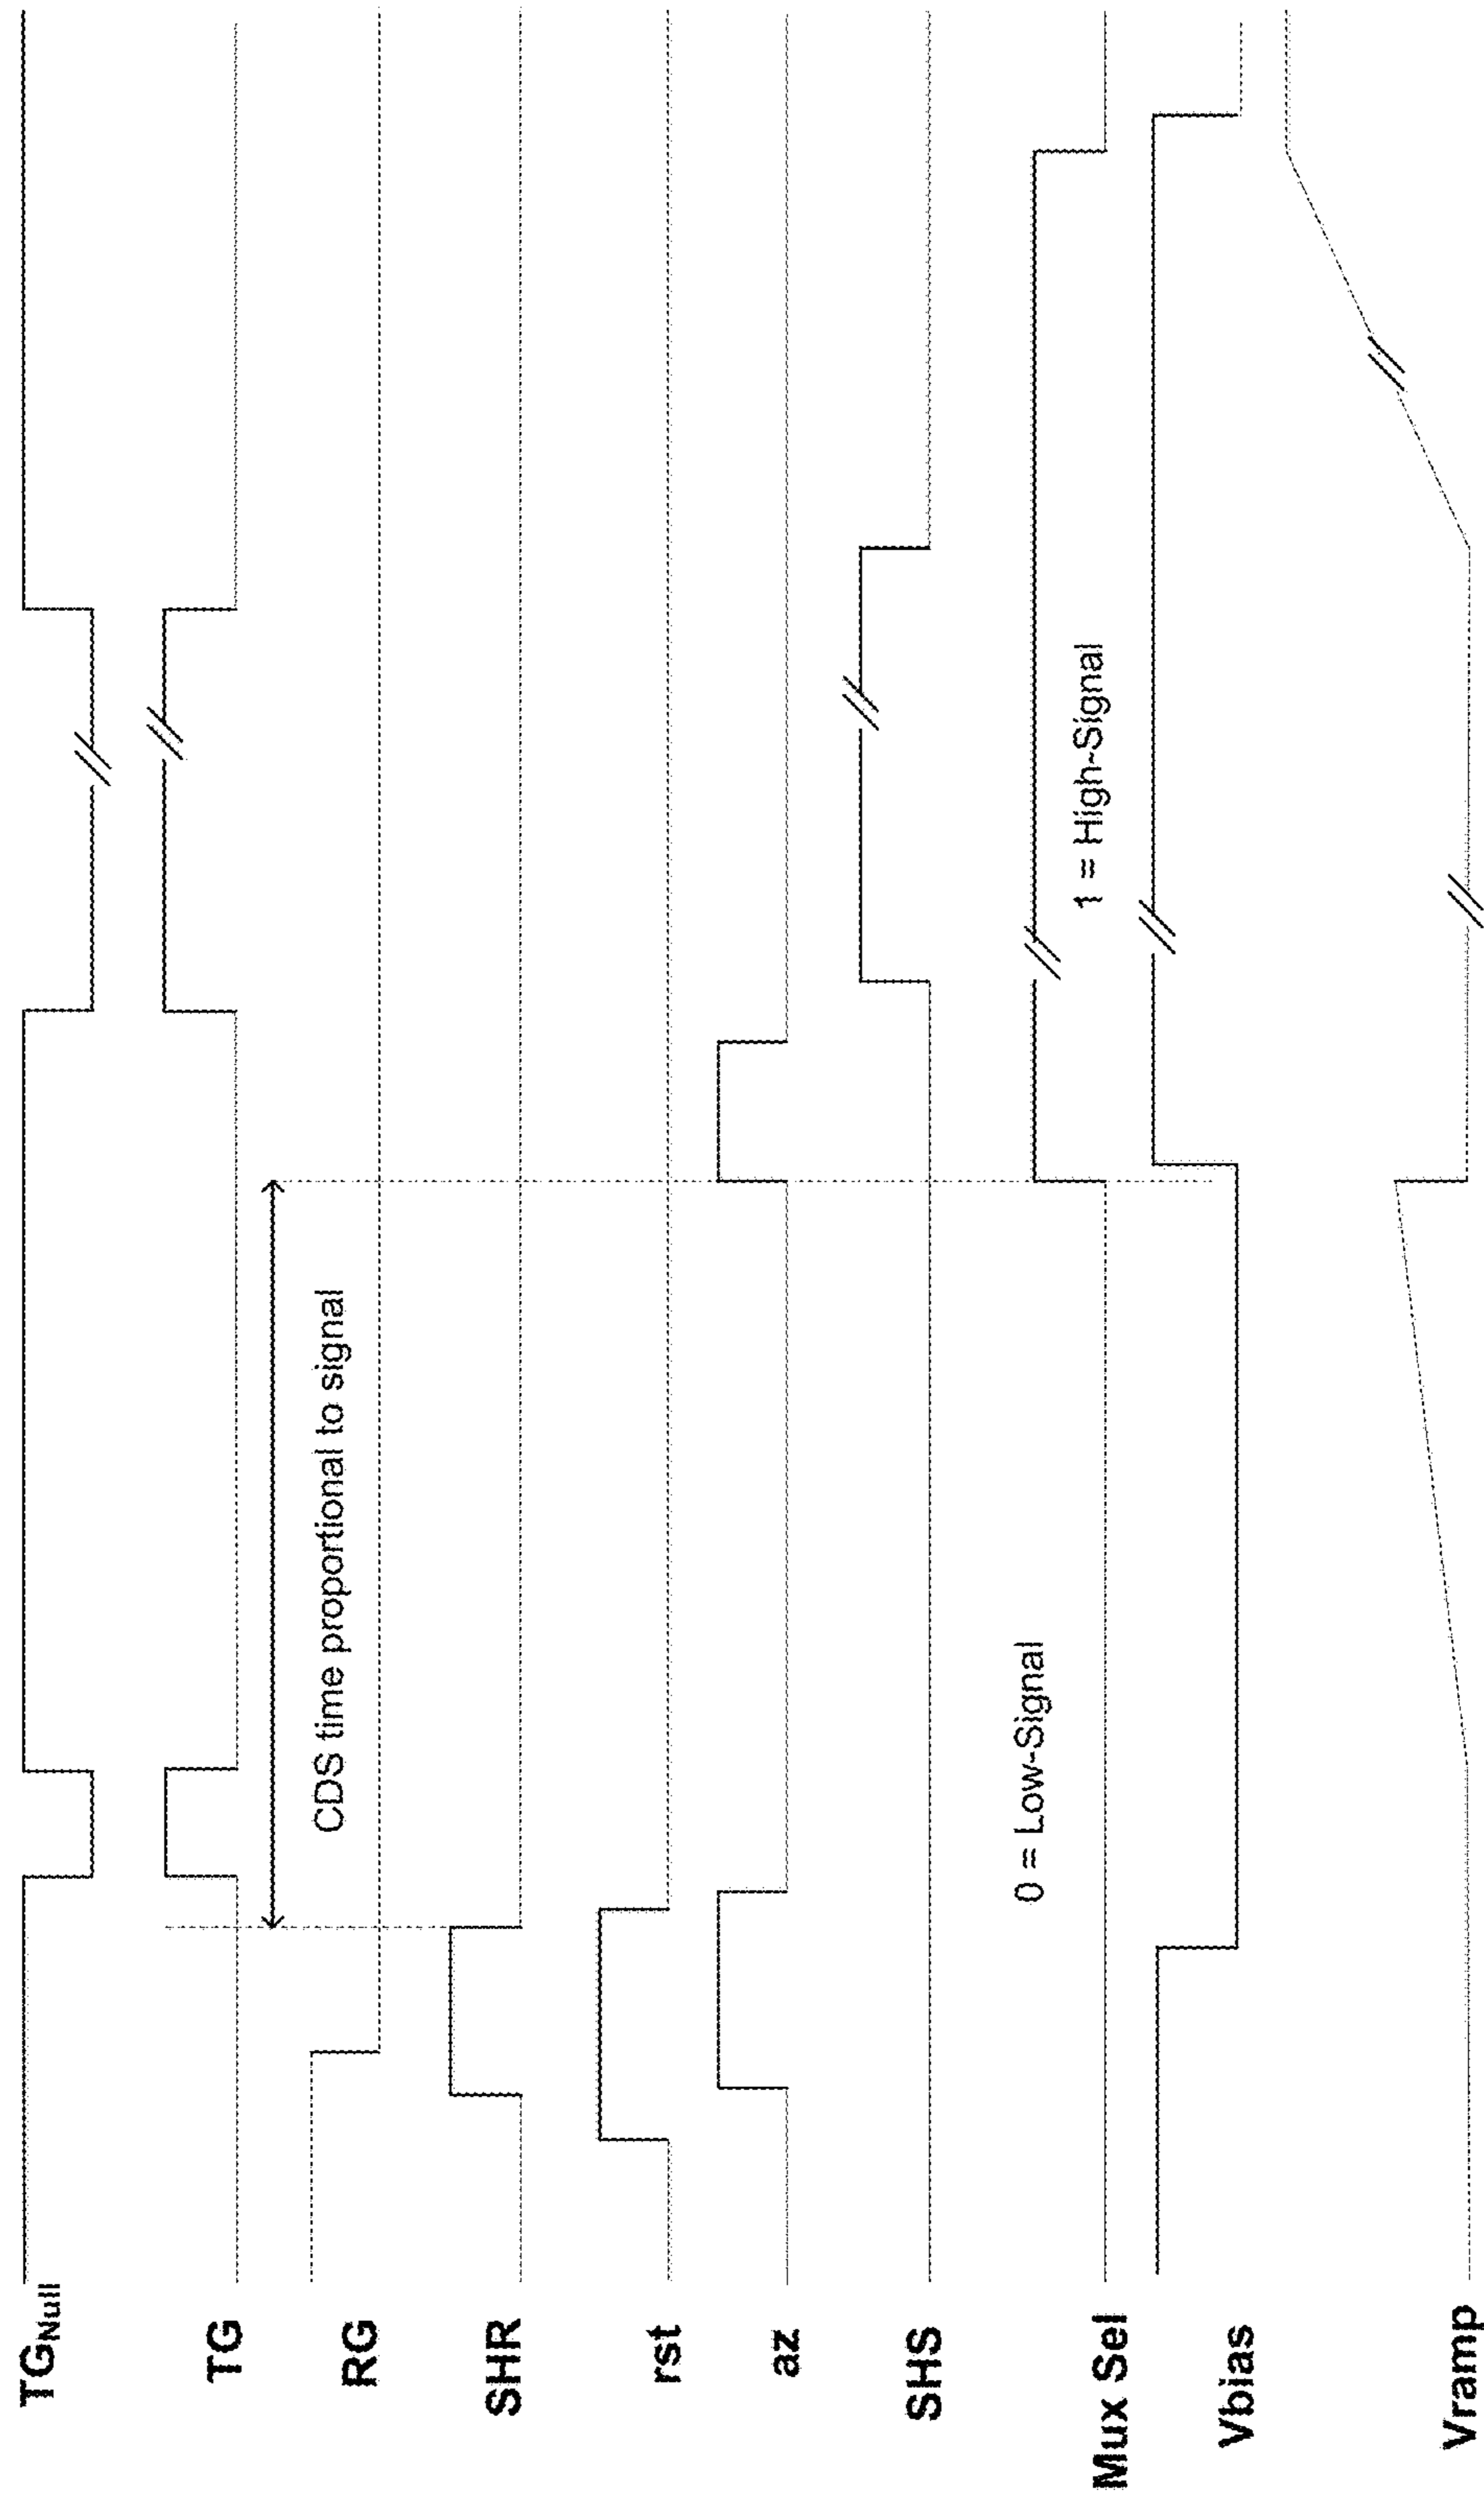 TGNull
TG
CDS time proportional to signal
RG
SHR
rst
az
SHS
0 = Low-Signal
1 = High-Signal
Mux Sel
Vbias
Vramp